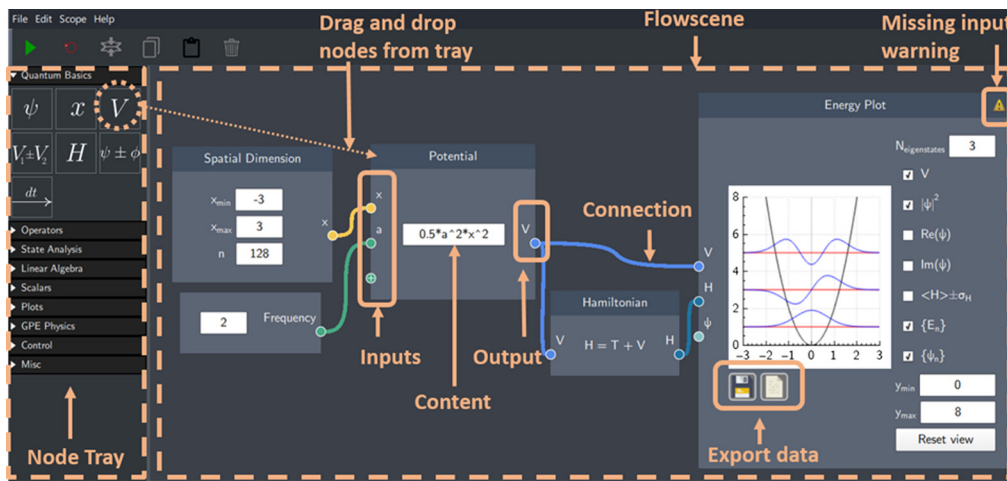 File Edit Scope Help
Drag and drop
nodes from tray
Flowscene
Missing input
warning
Quantum Basics
ψ
x
V
V₁±V₂
H
ψ ± ϕ
dt
Operators
State Analysis
Linear Algebra
Scalars
Plots
GPE Physics
Control
Misc
Node Tray
Spatial Dimension
x_min -3
x_max 3
n 128
x
2 Frequency
Potential
x
a
0.5*a^2*x^2
V
Inputs
Output
Content
Connection
Hamiltonian
V H = T + V H
Energy Plot
N_eigenstates 3
V
|ψ|²
Re(ψ)
Im(ψ)
<H>±σ_H
{E_n}
{ψ_n}
y_min 0
y_max 8
Reset view
V
H
ψ
8
6
4
2
0
−3 −2 −1 0 1 2 3
Export data